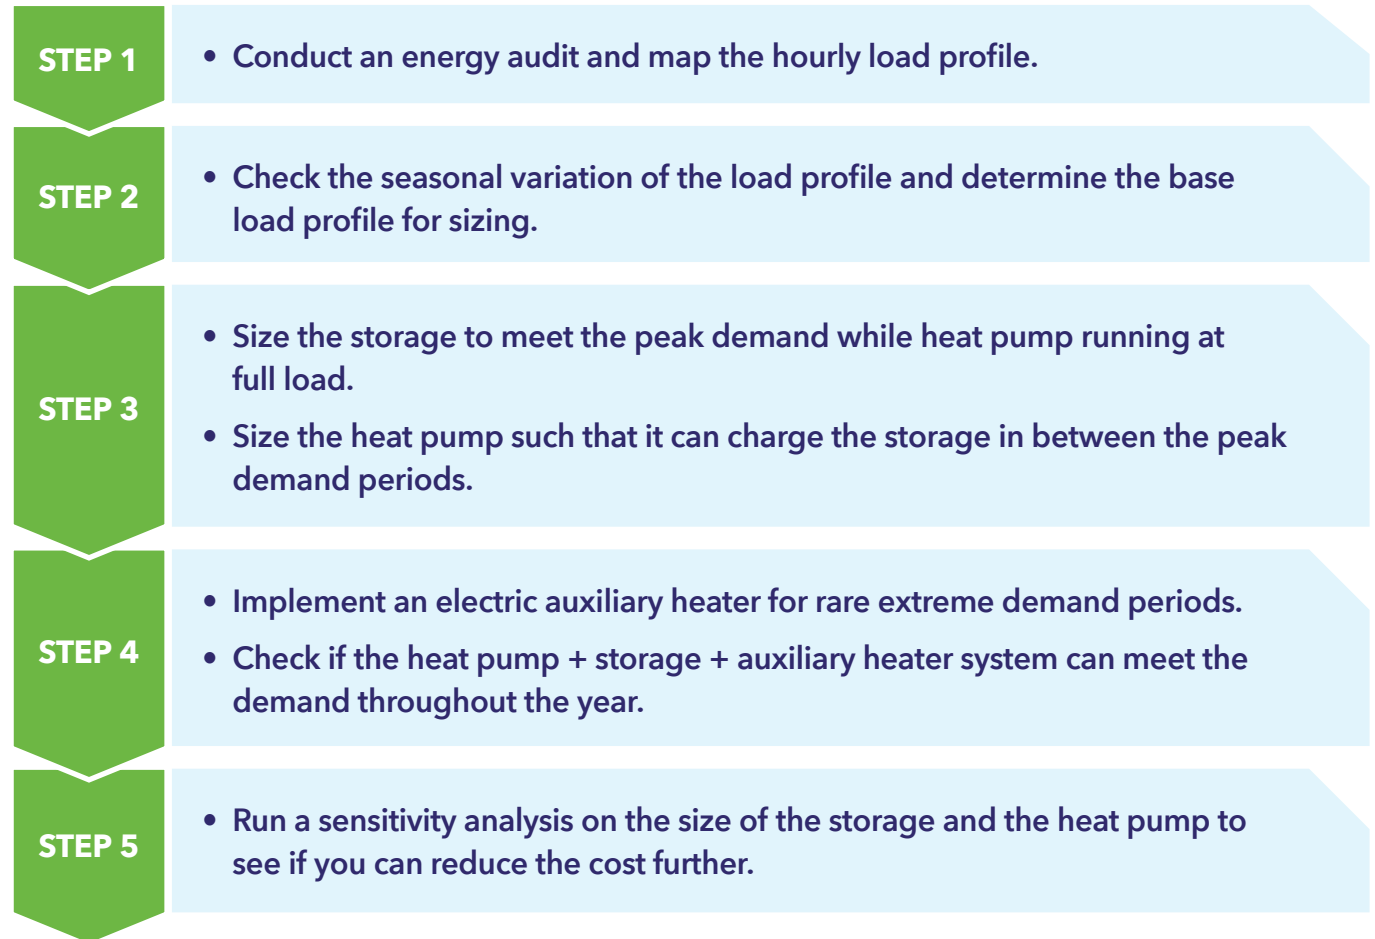 STEP 1
• Conduct an energy audit and map the hourly load profile.
STEP 2
• Check the seasonal variation of the load profile and determine the base
load profile for sizing.
STEP 3
• Size the storage to meet the peak demand while heat pump running at
full load.
• Size the heat pump such that it can charge the storage in between the peak
demand periods.
STEP 4
• Implement an electric auxiliary heater for rare extreme demand periods.
• Check if the heat pump + storage + auxiliary heater system can meet the
demand throughout the year.
STEP 5
• Run a sensitivity analysis on the size of the storage and the heat pump to
see if you can reduce the cost further.